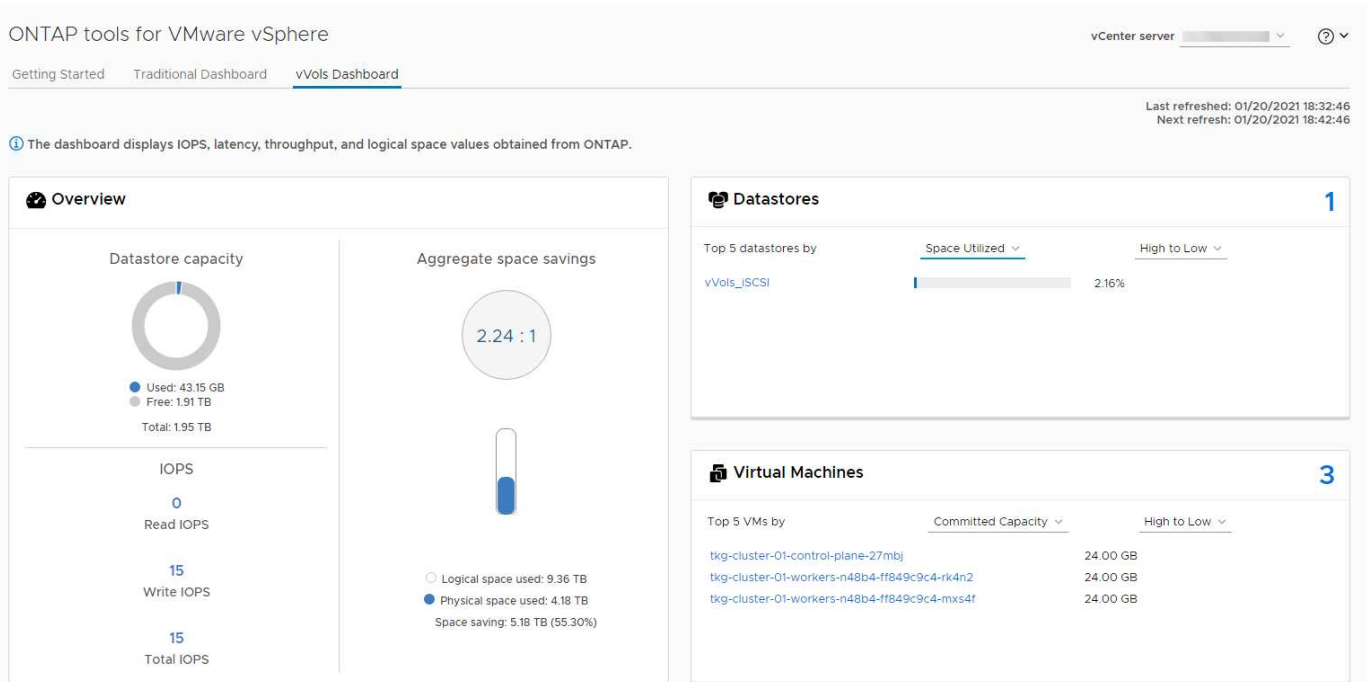 ONTAP tools for VMware vSphere
vCenter server
Getting Started Traditional Dashboard vVols Dashboard
Last refreshed: 01/20/2021 18:32:46
Next refresh: 01/20/2021 18:42:46
The dashboard displays IOPS, latency, throughput, and logical space values obtained from ONTAP.
Overview
Datastore capacity
Used: 43.15 GB
Free: 1.91 TB
Total: 1.95 TB
IOPS
0
Read IOPS
15
Write IOPS
15
Total IOPS
Aggregate space savings
2.24 : 1
Logical space used: 9.36 TB
Physical space used: 4.18 TB
Space saving: 5.18 TB (55.30%)
Datastores 1
Top 5 datastores by Space Utilized High to Low
vVols_iSCSI 2.16%
Virtual Machines 3
Top 5 VMs by Committed Capacity High to Low
tkg-cluster-01-control-plane-27mbj 24.00 GB
tkg-cluster-01-workers-n48b4-ff849c9c4-rk4n2 24.00 GB
tkg-cluster-01-workers-n48b4-ff849c9c4-mxs4f 24.00 GB